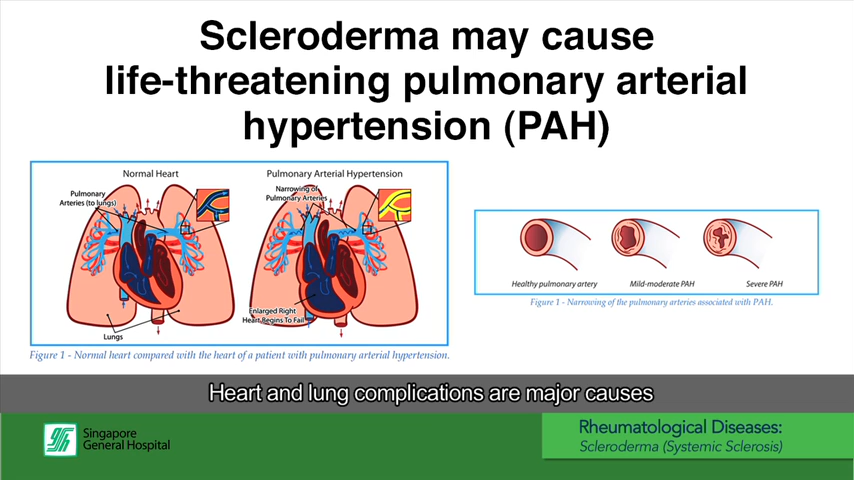 Scleroderma may cause
life-threatening pulmonary arterial
hypertension (PAH)
Normal Heart
Pulmonary Arterial Hypertension
Pulmonary
Arteries (to lungs)
Narrowing of
Pulmonary Arteries
Enlarged Right
Heart Begins To Fail
Lungs
Figure 1 - Normal heart compared with the heart of a patient with pulmonary arterial hypertension.
Healthy pulmonary artery
Mild-moderate PAH
Severe PAH
Figure 1 - Narrowing of the pulmonary arteries associated with PAH.
Heart and lung complications are major causes
Singapore
General Hospital
Rheumatological Diseases:
Scleroderma (Systemic Sclerosis)